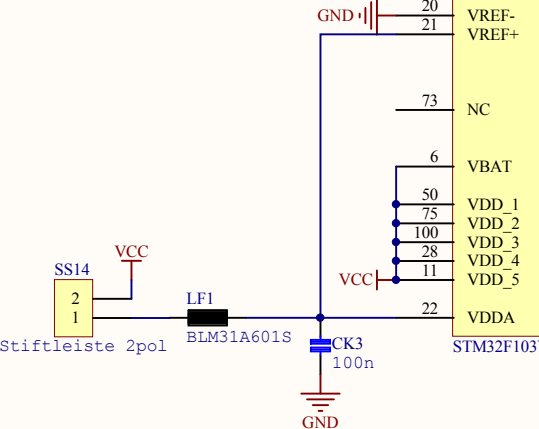 20
GND
VREF-
21
VREF+
73
NC
6
VBAT
50
VDD_1
75
VDD_2
100
VDD_3
28
VDD_4
VCC
11
VDD_5
VCC
SS14
2
1
LF1
BLM31A601S
22
VDDA
Stiftleiste 2pol
CK3
100n
STM32F103
GND